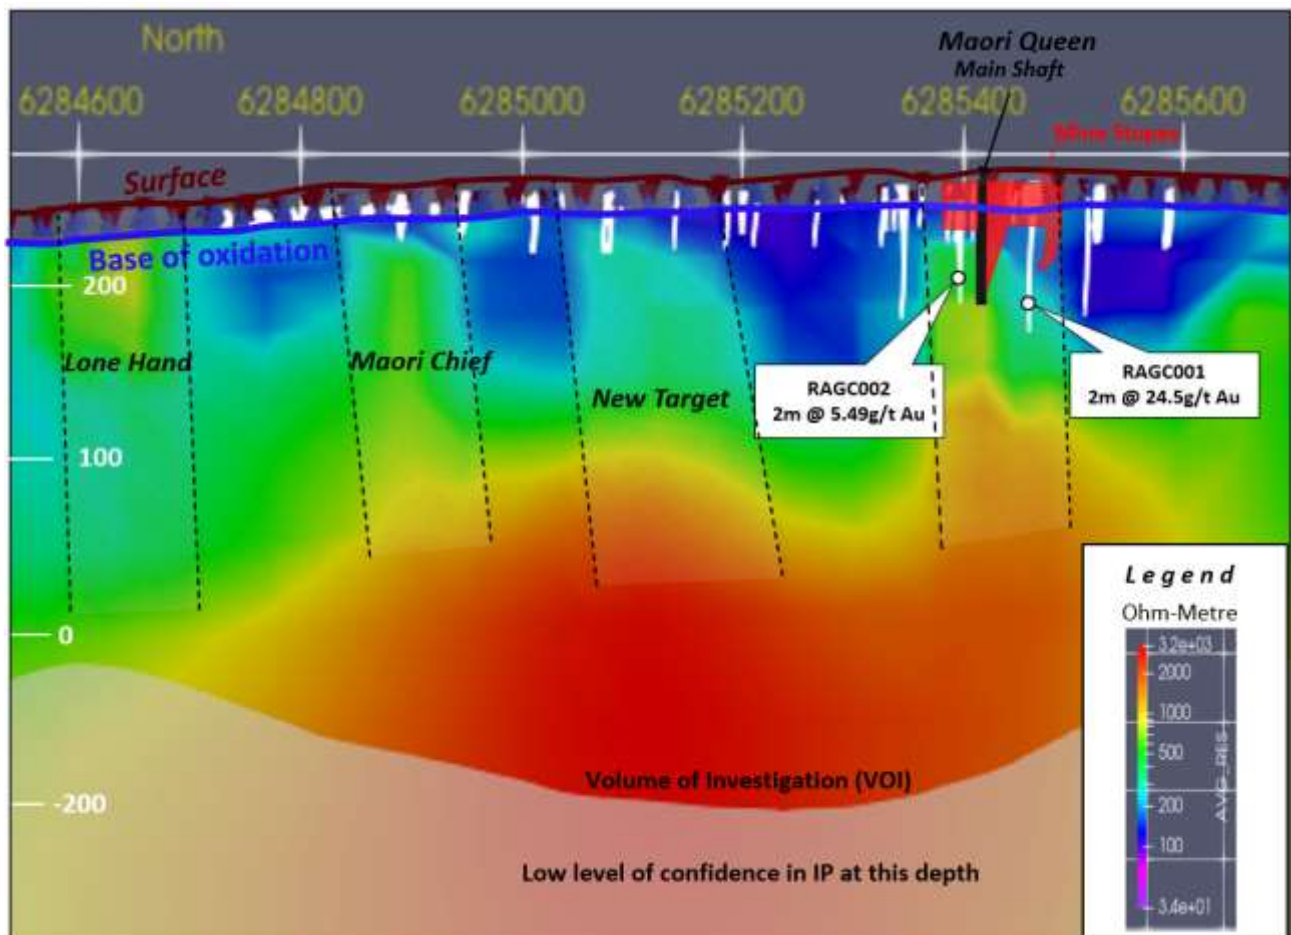 North
Maori Queen
Main Shaft
6284600 6284800 6285000 6285200 6285400 6285600
Mine Stopes
Surface
Base of oxidation
200
Lone Hand
Maori Chief
New Target
RAGC002
2m @ 5.49g/t Au
RAGC001
2m @ 24.5g/t Au
100
0
-200
Volume of Investigation (VOI)
Low level of confidence in IP at this depth
Legend
Ohm-Metre
3.2e+03
2000
1000
500
200
100
3.4e+01
AVG_RES